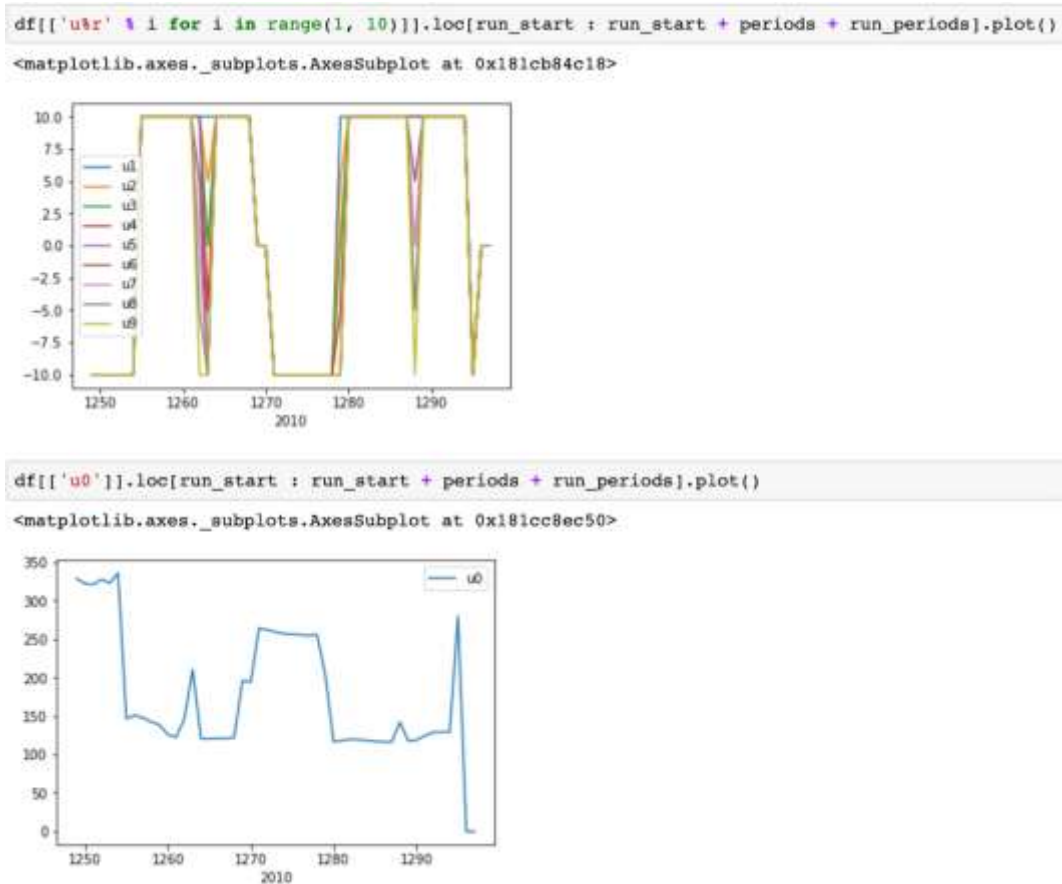 df[['u%r' % i for i in range(1, 10)]].loc[run_start : run_start + periods + run_periods].plot()
<matplotlib.axes._subplots.AxesSubplot at 0x181cb84c18>
10.0
7.5
5.0
2.5
0.0
−2.5
−5.0
−7.5
−10.0
u1
u2
u3
u4
u5
u6
u7
u8
u9
1250 1260 1270 1280 1290
2010
df[['u0']].loc[run_start : run_start + periods + run_periods].plot()
<matplotlib.axes._subplots.AxesSubplot at 0x181cc8ec50>
350
300
250
200
150
100
50
0
u0
1250 1260 1270 1280 1290
2010